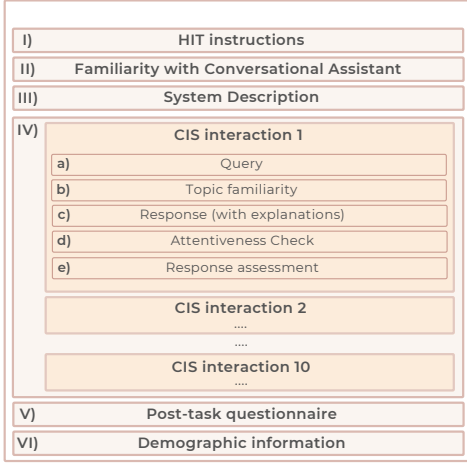 I) HIT instructions
II) Familiarity with Conversational Assistant
III) System Description
IV) CIS interaction 1
a) Query
b) Topic familiarity
c) Response (with explanations)
d) Attentiveness Check
e) Response assessment
CIS interaction 2
....
....
CIS interaction 10
....
V) Post-task questionnaire
VI) Demographic information